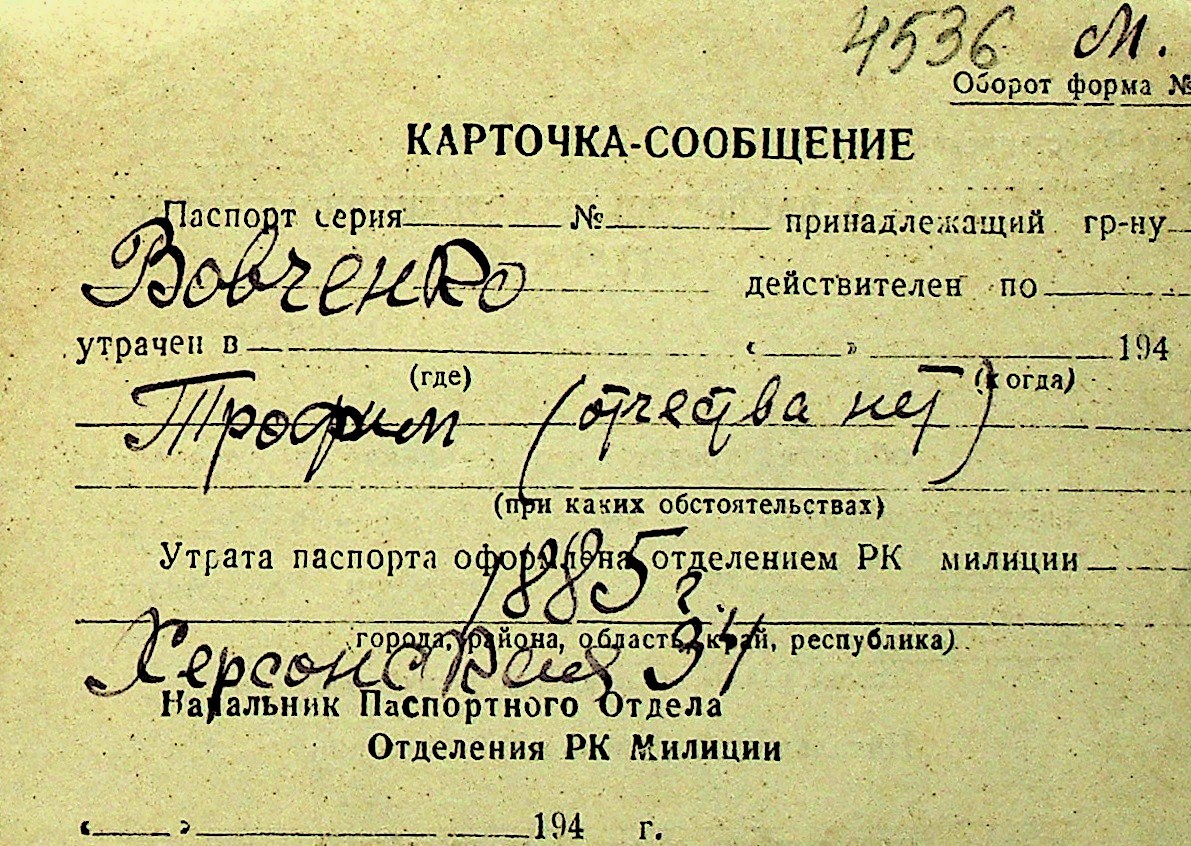 4536 М.
Оборот форма №
КАРТОЧКА-СООБЩЕНИЕ
Паспорт серия № принадлежащий гр-ну
Вовченко действителен по
утрачен в « » 194
(где) (когда)
Трофим (отчества нет)
(при каких обстоятельствах)
Утрата паспорта оформлена отделением РК милиции
1885 г.
города, района, область, край, республика)
Херсонская 34
Начальник Паспортного Отдела
Отделения РК Милиции
« » 194 г.